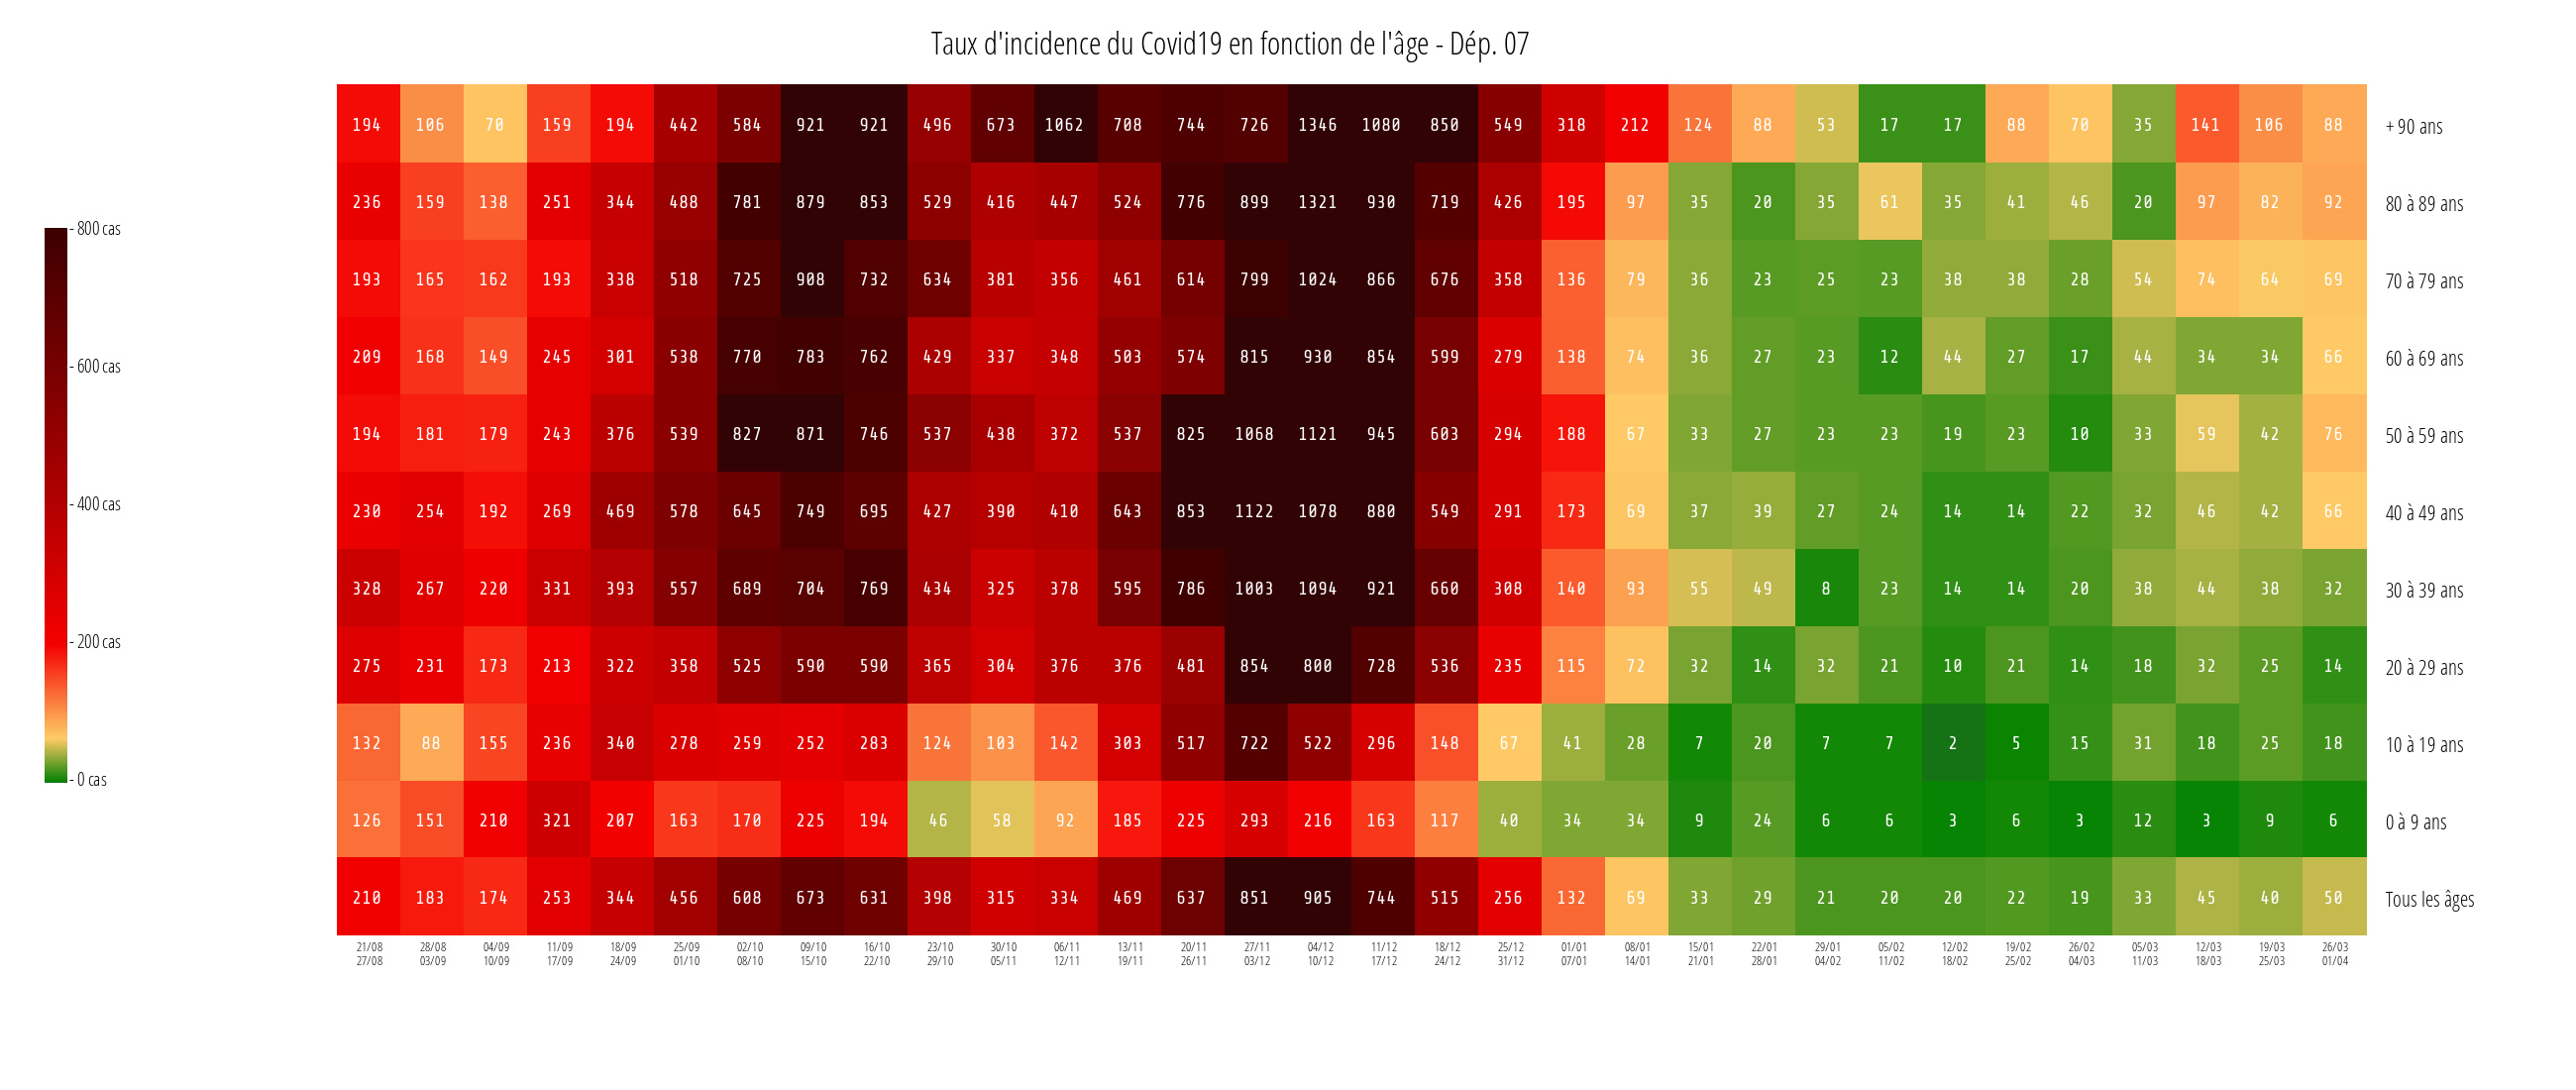 Taux d'incidence du Covid19 en fonction de l'âge - Dép. 07
- 800 cas
- 600 cas
- 400 cas
- 200 cas
- 0 cas
194 106 70 159 194 442 584 921 921 496 673 1062 708 744 726 1346 1080 850 549 318 212 124 88 53 17 17 88 70 35 141 106 88 + 90 ans
236 159 138 251 344 488 781 879 853 529 416 447 524 776 899 1321 930 719 426 195 97 35 20 35 61 35 41 46 20 97 82 92 80 à 89 ans
193 165 162 193 338 518 725 908 732 634 381 356 461 614 799 1024 866 676 358 136 79 36 23 25 23 38 38 28 54 74 64 69 70 à 79 ans
209 168 149 245 301 538 770 783 762 429 337 348 503 574 815 930 854 599 279 138 74 36 27 23 12 44 27 17 44 34 34 66 60 à 69 ans
194 181 179 243 376 539 827 871 746 537 438 372 537 825 1068 1121 945 603 294 188 67 33 27 23 23 19 23 10 33 59 42 76 50 à 59 ans
230 254 192 269 469 578 645 749 695 427 390 410 643 853 1122 1078 880 549 291 173 69 37 39 27 24 14 14 22 32 46 42 66 40 à 49 ans
328 267 220 331 393 557 689 704 769 434 325 378 595 786 1003 1094 921 660 308 140 93 55 49 8 23 14 14 20 38 44 38 32 30 à 39 ans
275 231 173 213 322 358 525 590 590 365 304 376 376 481 854 800 728 536 235 115 72 32 14 32 21 10 21 14 18 32 25 14 20 à 29 ans
132 88 155 236 340 278 259 252 283 124 103 142 303 517 722 522 296 148 67 41 28 7 20 7 7 2 5 15 31 18 25 18 10 à 19 ans
126 151 210 321 207 163 170 225 194 46 58 92 185 225 293 216 163 117 40 34 34 9 24 6 6 3 6 3 12 3 9 6 0 à 9 ans
210 183 174 253 344 456 608 673 631 398 315 334 469 637 851 905 744 515 256 132 69 33 29 21 20 20 22 19 33 45 40 50 Tous les âges
21/08 28/08 04/09 11/09 18/09 25/09 02/10 09/10 16/10 23/10 30/10 06/11 13/11 20/11 27/11 04/12 11/12 18/12 25/12 01/01 08/01 15/01 22/01 29/01 05/02 12/02 19/02 26/02 05/03 12/03 19/03 26/03
27/08 03/09 10/09 17/09 24/09 01/10 08/10 15/10 22/10 29/10 05/11 12/11 19/11 26/11 03/12 10/12 17/12 24/12 31/12 07/01 14/01 21/01 28/01 04/02 11/02 18/02 25/02 04/03 11/03 18/03 25/03 01/04